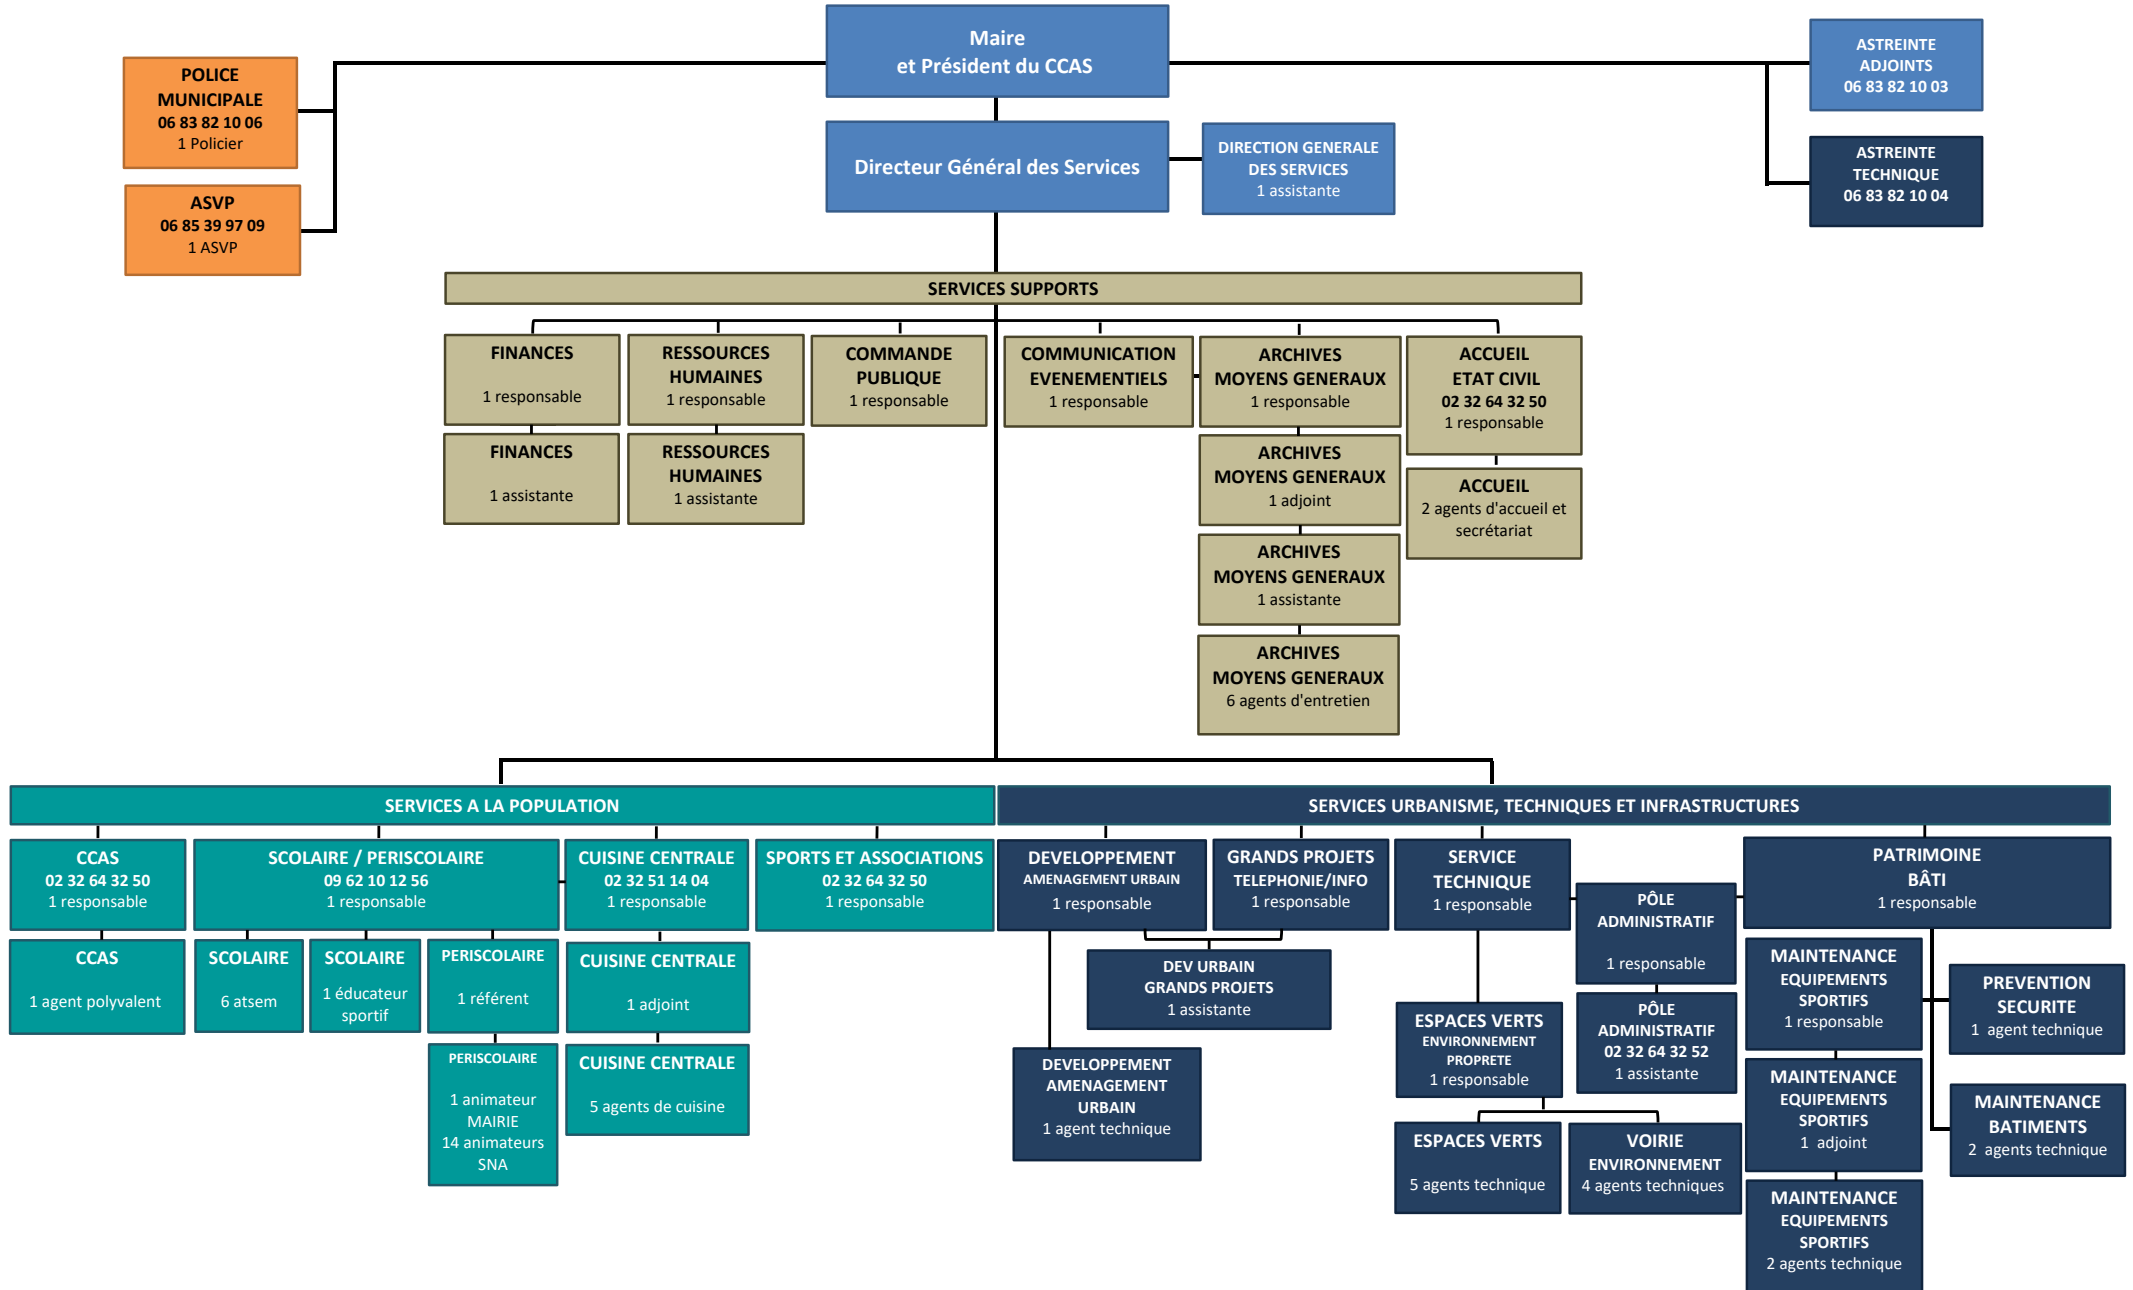 Maire
et Président du CCAS
POLICE
MUNICIPALE
06 83 82 10 06
1 Policier
ASVP
06 85 39 97 09
1 ASVP
Directeur Général des Services
DIRECTION GENERALE
DES SERVICES
1 assistante
ASTREINTE
ADJOINTS
06 83 82 10 03
ASTREINTE
TECHNIQUE
06 83 82 10 04
SERVICES SUPPORTS
FINANCES
1 responsable
FINANCES
1 assistante
RESSOURCES
HUMAINES
1 responsable
RESSOURCES
HUMAINES
1 assistante
COMMANDE
PUBLIQUE
1 responsable
COMMUNICATION
EVENEMENTIELS
1 responsable
ARCHIVES
MOYENS GENERAUX
1 responsable
ARCHIVES
MOYENS GENERAUX
1 adjoint
ARCHIVES
MOYENS GENERAUX
1 assistante
ARCHIVES
MOYENS GENERAUX
6 agents d'entretien
ACCUEIL
ETAT CIVIL
02 32 64 32 50
1 responsable
ACCUEIL
2 agents d'accueil et
secrétariat
SERVICES A LA POPULATION
CCAS
02 32 64 32 50
1 responsable
CCAS
1 agent polyvalent
SCOLAIRE / PERISCOLAIRE
09 62 10 12 56
1 responsable
SCOLAIRE
6 atsem
SCOLAIRE
1 éducateur
sportif
PERISCOLAIRE
1 référent
PERISCOLAIRE
1 animateur
MAIRIE
14 animateurs
SNA
CUISINE CENTRALE
02 32 51 14 04
1 responsable
CUISINE CENTRALE
1 adjoint
CUISINE CENTRALE
5 agents de cuisine
SPORTS ET ASSOCIATIONS
02 32 64 32 50
1 responsable
SERVICES URBANISME, TECHNIQUES ET INFRASTRUCTURES
DEVELOPPEMENT
AMENAGEMENT URBAIN
1 responsable
GRANDS PROJETS
TELEPHONIE/INFO
1 responsable
DEV URBAIN
GRANDS PROJETS
1 assistante
DEVELOPPEMENT
AMENAGEMENT
URBAIN
1 agent technique
SERVICE
TECHNIQUE
1 responsable
ESPACES VERTS
ENVIRONNEMENT
PROPRETE
1 responsable
ESPACES VERTS
5 agents technique
VOIRIE
ENVIRONNEMENT
4 agents techniques
PÔLE
ADMINISTRATIF
1 responsable
PÔLE
ADMINISTRATIF
02 32 64 32 52
1 assistante
PATRIMOINE
BÂTI
1 responsable
MAINTENANCE
EQUIPEMENTS
SPORTIFS
1 responsable
MAINTENANCE
EQUIPEMENTS
SPORTIFS
1 adjoint
MAINTENANCE
EQUIPEMENTS
SPORTIFS
2 agents technique
PREVENTION
SECURITE
1 agent technique
MAINTENANCE
BATIMENTS
2 agents technique